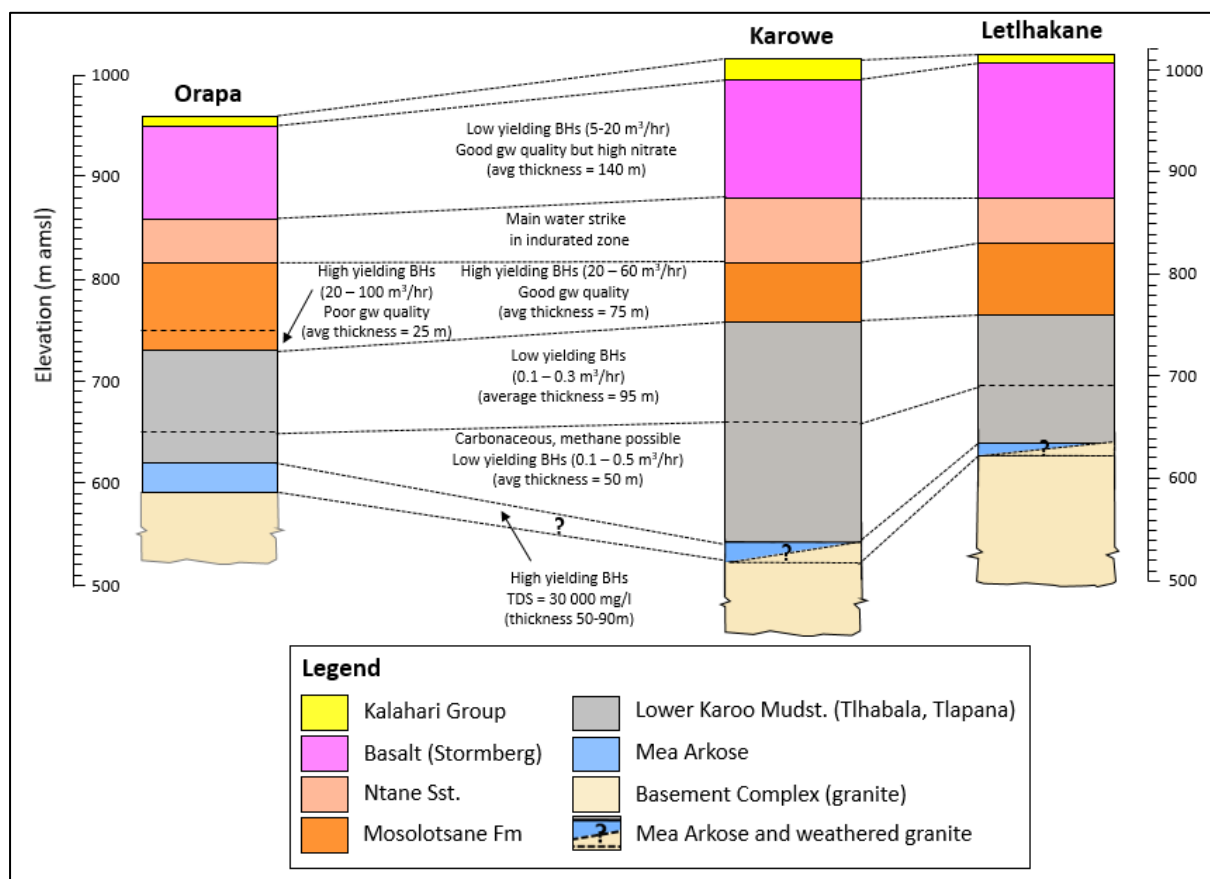 Orapa
Karowe
Letlhakane
Elevation (m amsl)
1000
900
800
700
600
500
1000
900
800
700
600
500
Low yielding BHs (5-20 m³/hr)
Good gw quality but high nitrate
(avg thickness = 140 m)
Main water strike
in indurated zone
High yielding BHs
(20 – 100 m³/hr)
Poor gw quality
(avg thickness = 25 m)
High yielding BHs (20 – 60 m³/hr)
Good gw quality
(avg thickness = 75 m)
Low yielding BHs
(0.1 – 0.3 m³/hr)
(average thickness = 95 m)
Carbonaceous, methane possible
Low yielding BHs (0.1 – 0.5 m³/hr)
(avg thickness = 50 m)
?
?
?
High yielding BHs
TDS = 30 000 mg/l
(thickness 50-90m)
Legend
Kalahari Group
Basalt (Stormberg)
Ntane Sst.
Mosolotsane Fm
Lower Karoo Mudst. (Tlhabala, Tlapana)
Mea Arkose
Basement Complex (granite)
? Mea Arkose and weathered granite